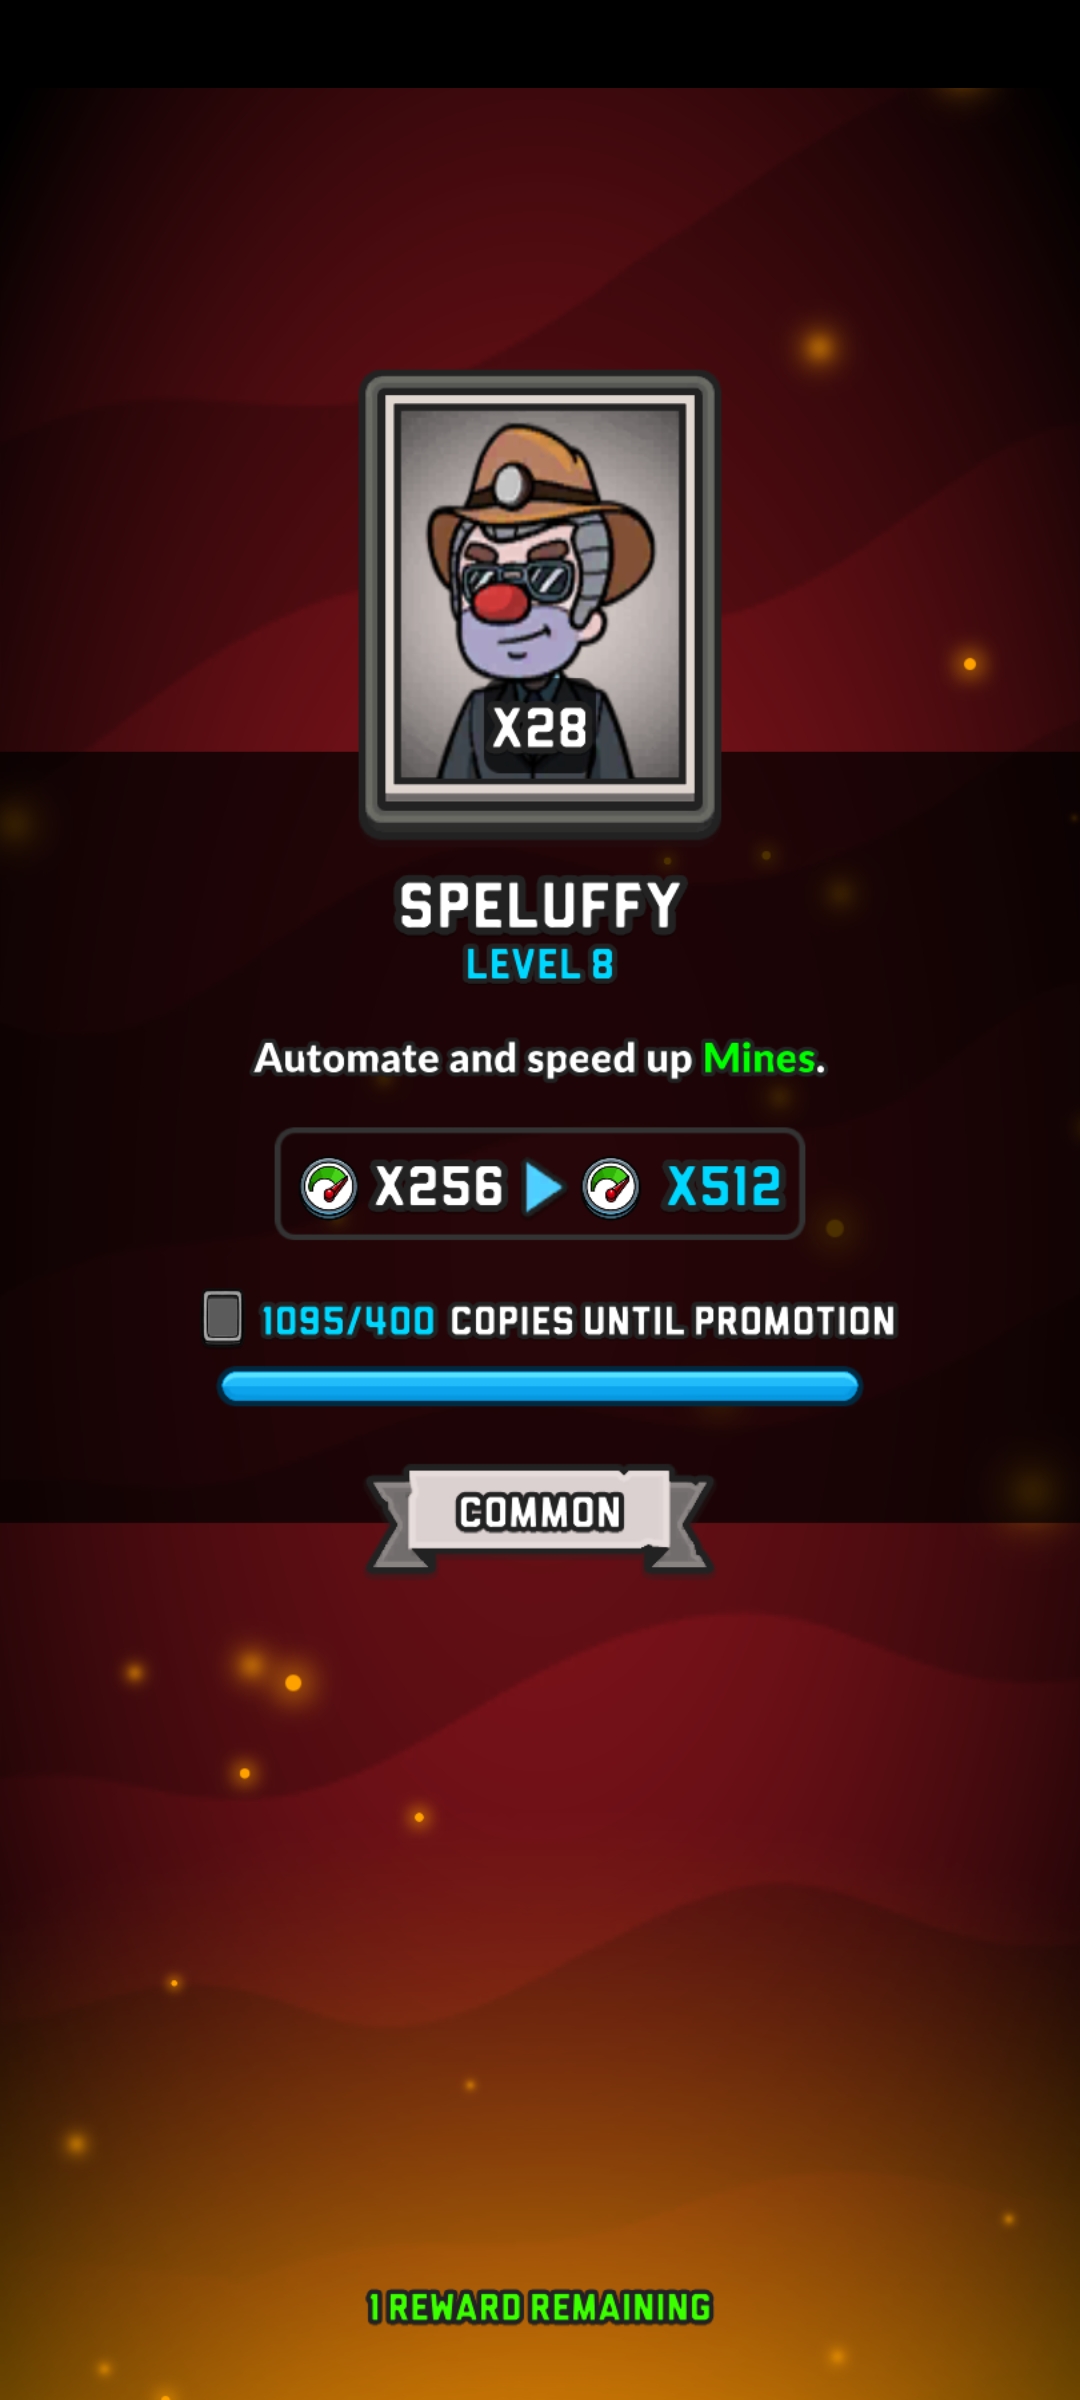 X28
SPELUFFY
LEVEL 8
Automate and speed up Mines.
X256 X512
1095/400 COPIES UNTIL PROMOTION
COMMON
1 REWARD REMAINING